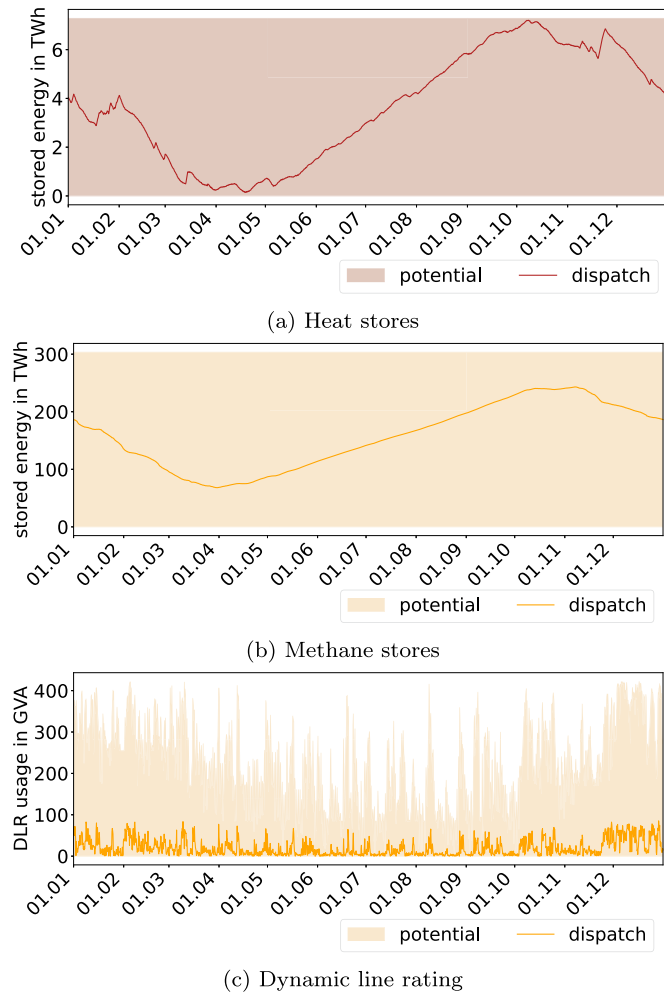 stored energy in TWh
6
4
2
0
01.01 01.02 01.03 01.04 01.05 01.06 01.07 01.08 01.09 01.10 01.11 01.12
potential dispatch
(a) Heat stores
stored energy in TWh
300
200
100
0
01.01 01.02 01.03 01.04 01.05 01.06 01.07 01.08 01.09 01.10 01.11 01.12
potential dispatch
(b) Methane stores
DLR usage in GVA
400
300
200
100
0
01.01 01.02 01.03 01.04 01.05 01.06 01.07 01.08 01.09 01.10 01.11 01.12
potential dispatch
(c) Dynamic line rating